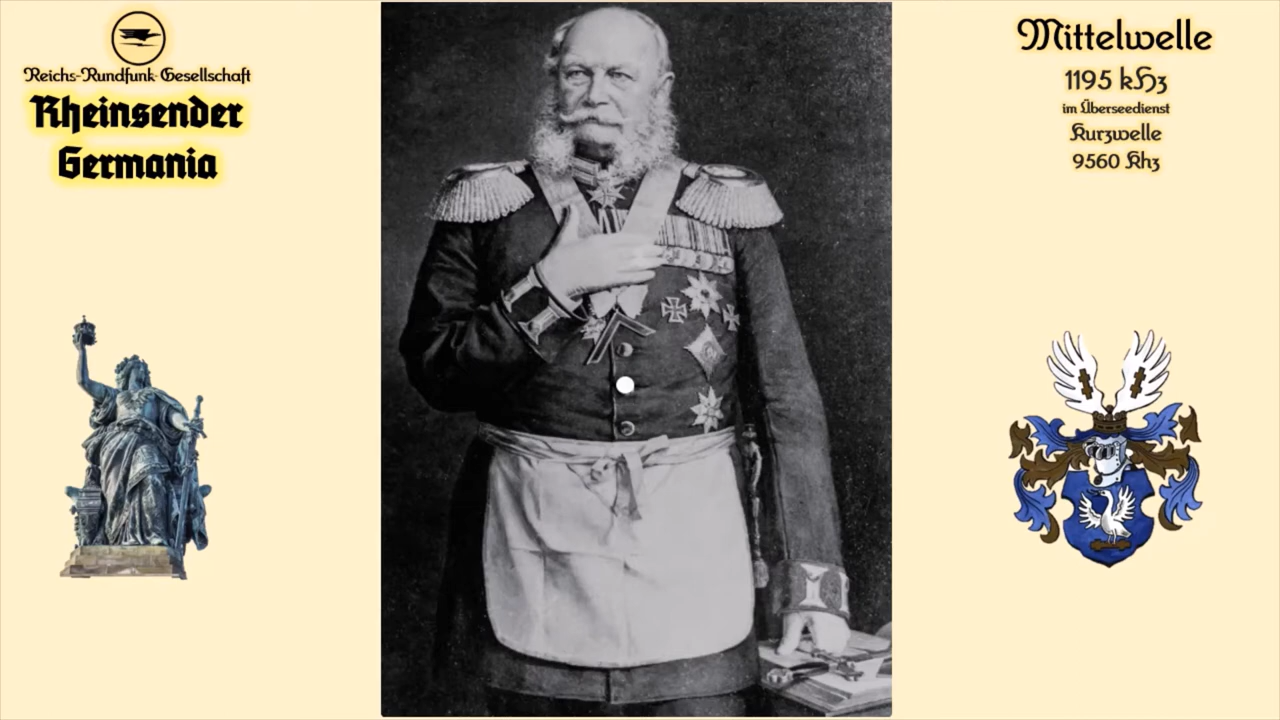 Reichs-Rundfunk-Gesellschaft
Rheinsender
Germania
Mittelwelle
1195 kHz
im Überseedienst
Kurzwelle
9560 Khz